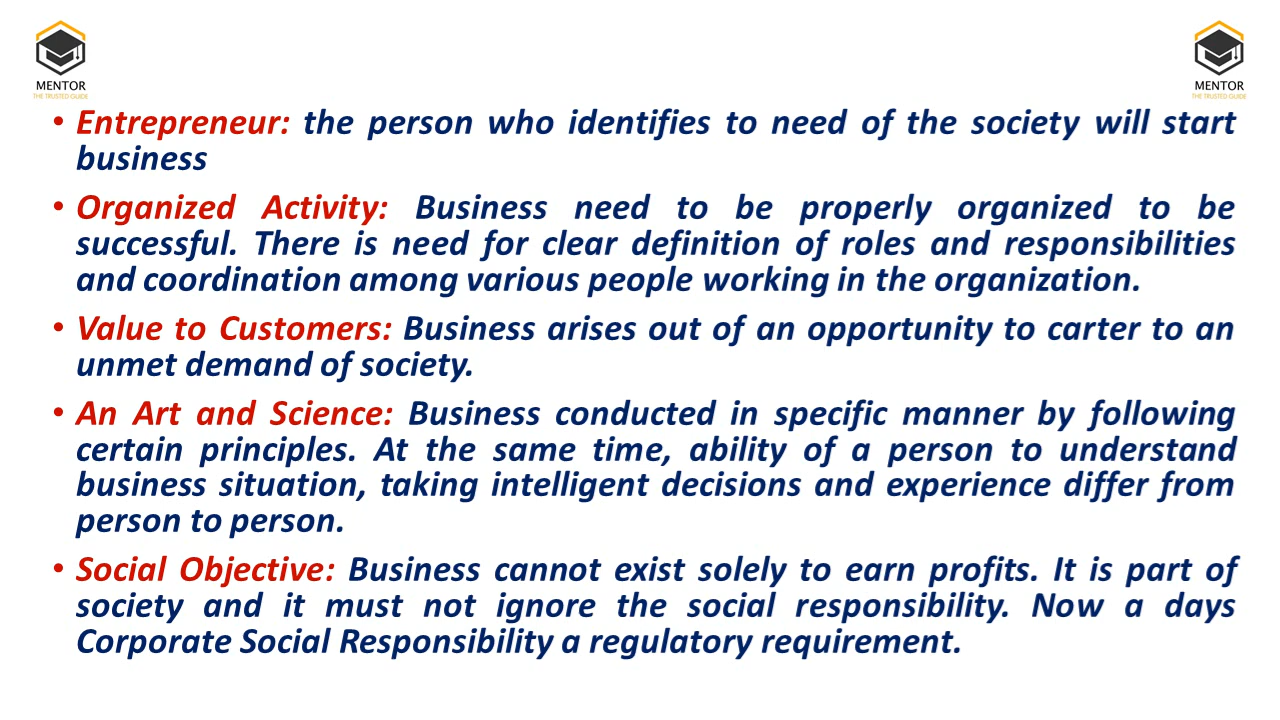 MENTOR
THE TRUSTED GUIDE
MENTOR
THE TRUSTED GUIDE
• Entrepreneur: the person who identifies to need of the society will start
business
• Organized Activity: Business need to be properly organized to be
successful. There is need for clear definition of roles and responsibilities
and coordination among various people working in the organization.
• Value to Customers: Business arises out of an opportunity to carter to an
unmet demand of society.
• An Art and Science: Business conducted in specific manner by following
certain principles. At the same time, ability of a person to understand
business situation, taking intelligent decisions and experience differ from
person to person.
• Social Objective: Business cannot exist solely to earn profits. It is part of
society and it must not ignore the social responsibility. Now a days
Corporate Social Responsibility a regulatory requirement.